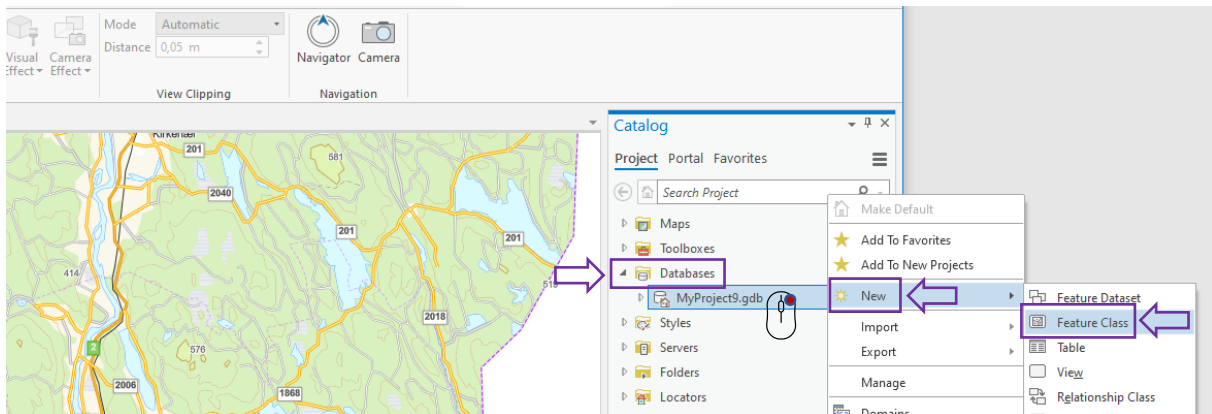 Visual
Effect
Camera
Effect
Mode
Automatic
Distance
0,05 m
View Clipping
Navigator
Camera
Navigation
Kirkenær
201
581
2040
201
201
414
519
2018
2
576
2006
1868
Catalog
Project Portal Favorites
Search Project
Maps
Toolboxes
Databases
MyProject9.gdb
Styles
Servers
Folders
Locators
Make Default
Add To Favorites
Add To New Projects
New
Import
Export
Manage
Domains
Feature Dataset
Feature Class
Table
View
Relationship Class